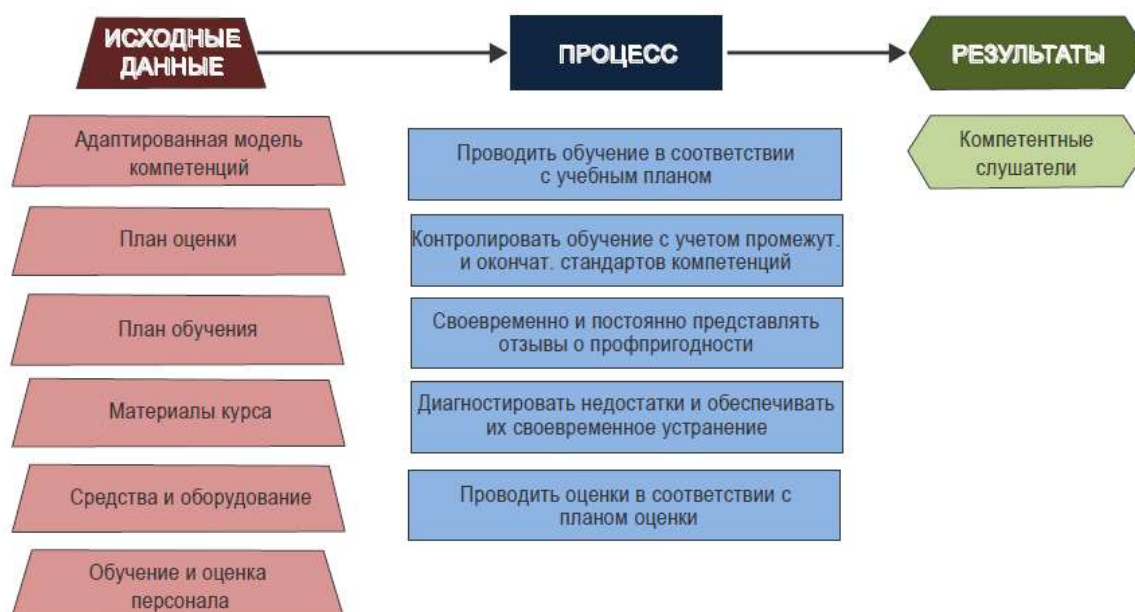 ИСХОДНЫЕ
ДАННЫЕ
ПРОЦЕСС
РЕЗУЛЬТАТЫ
Адаптированная модель
компетенций
План оценки
План обучения
Материалы курса
Средства и оборудование
Обучение и оценка
персонала
Проводить обучение в соответствии
с учебным планом
Контролировать обучение с учетом промежут.
и окончат. стандартов компетенций
Своевременно и постоянно представлять
отзывы о профпригодности
Диагностировать недостатки и обеспечивать
их своевременное устранение
Проводить оценки в соответствии с
планом оценки
Компетентные
слушатели